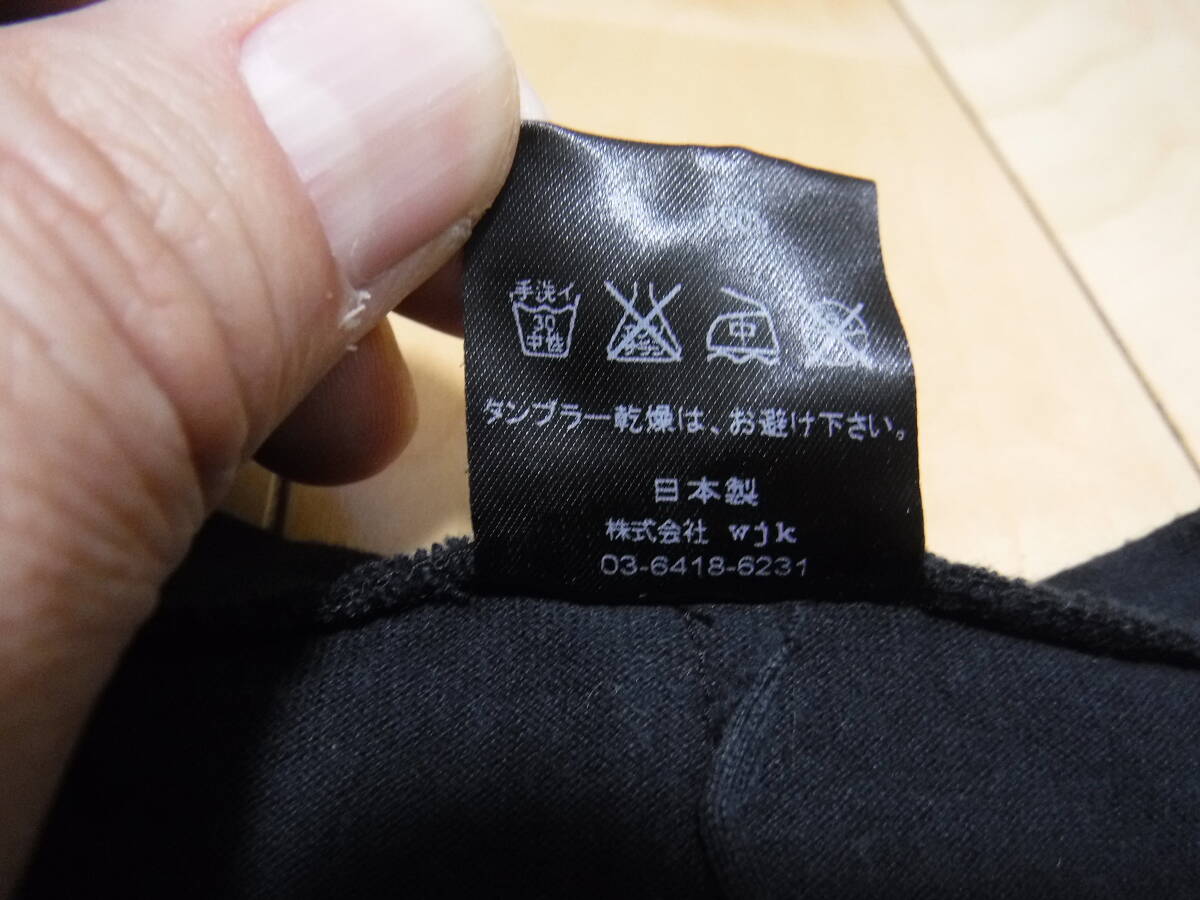 手洗イ
30 中
中性
タンブラー乾燥は、お避け下さい。
日本製
株式会社 wjk
03-6418-6231